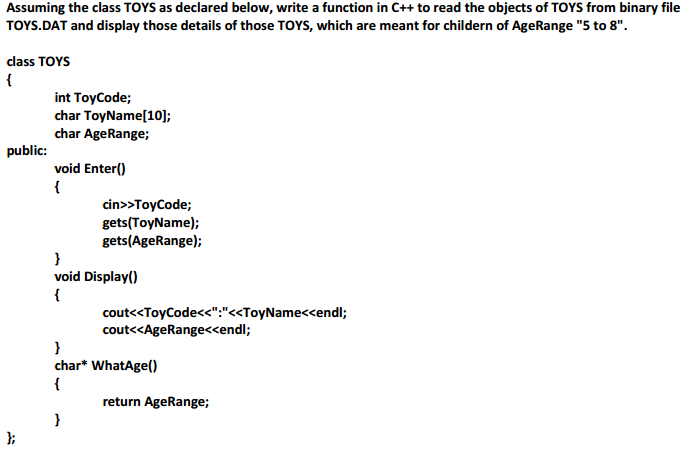 Assuming the class TOYS as declared below, write a function in C++ to read the objects of TOYS from binary file
TOYS.DAT and display those details of those TOYS, which are meant for childern of AgeRange "5 to 8".
class TOYS
{
int ToyCode;
char ToyName[10];
char AgeRange;
public:
void Enter()
{
cin>>ToyCode;
gets(ToyName);
gets(AgeRange);
}
void Display()
{
cout<<ToyCode<<":"<<ToyName<<endl;
cout<<AgeRange<<endl;
}
char* WhatAge()
{
return AgeRange;
}
};